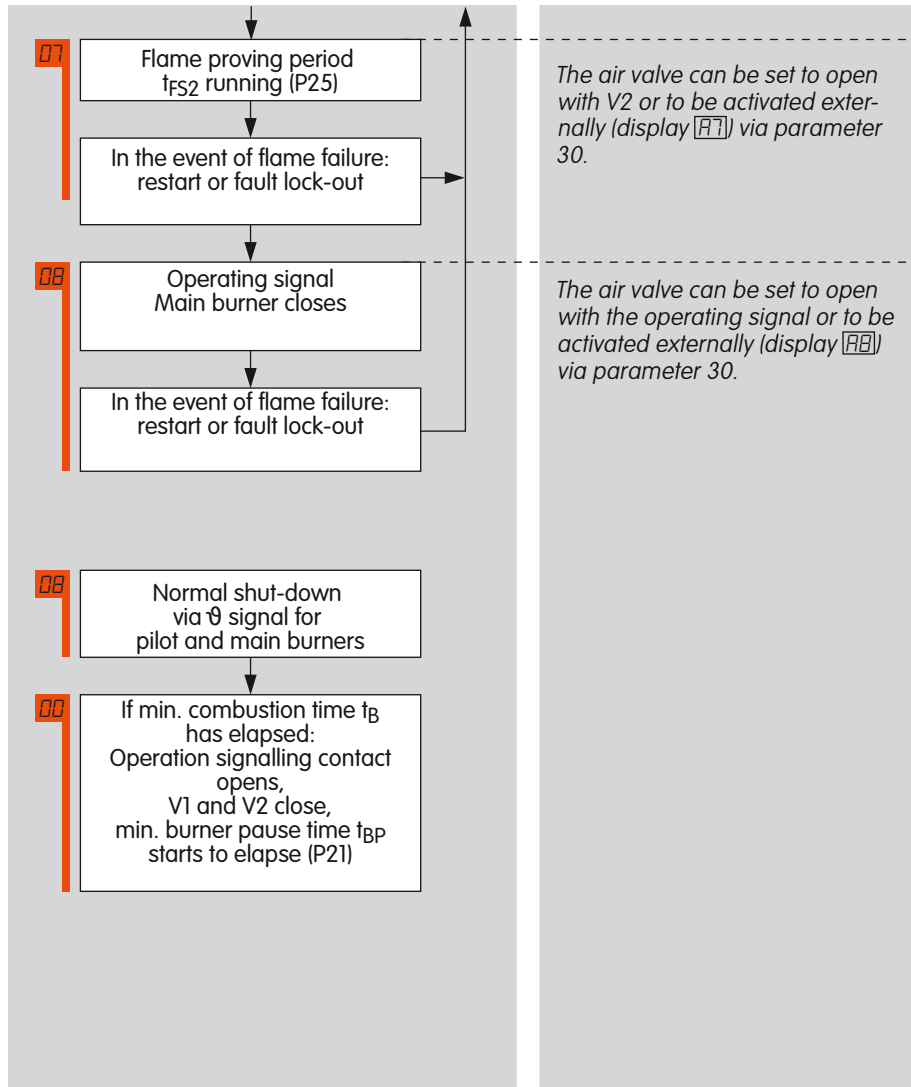 07
Flame proving period
tFS2 running (P25)
In the event of flame failure:
restart or fault lock-out
The air valve can be set to open
with V2 or to be activated exter-
nally (display A7) via parameter
30.
08
Operating signal
Main burner closes
In the event of flame failure:
restart or fault lock-out
The air valve can be set to open
with the operating signal or to be
activated externally (display A8)
via parameter 30.
08
Normal shut-down
via ϑ signal for
pilot and main burners
00
If min. combustion time tB
has elapsed:
Operation signalling contact
opens,
V1 and V2 close,
min. burner pause time tBP
starts to elapse (P21)